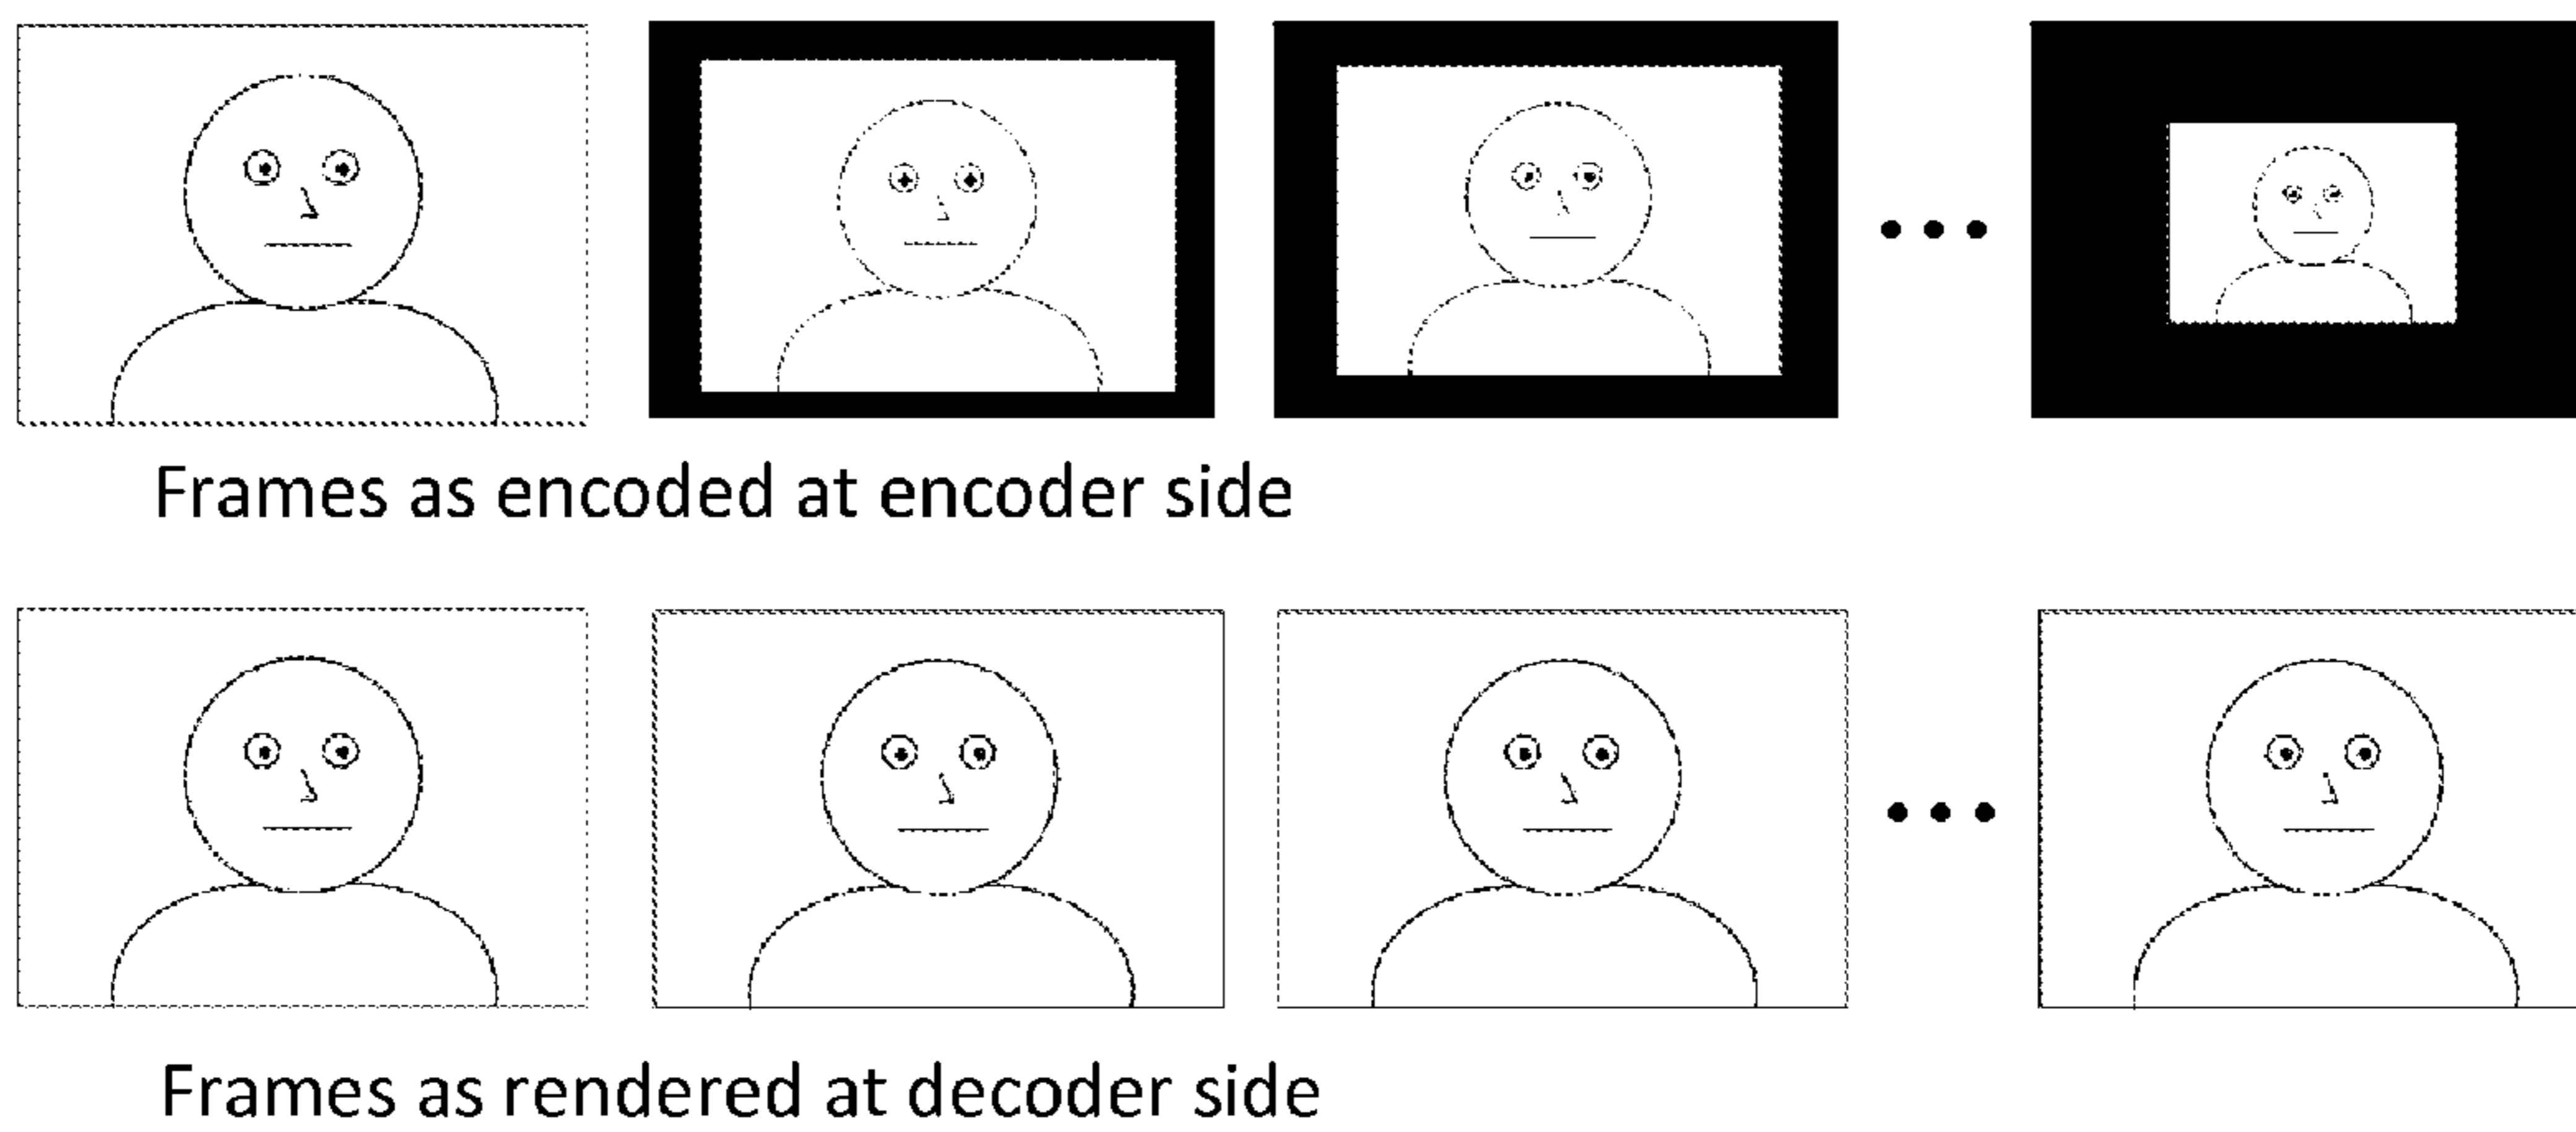 Frames as encoded at encoder side
Frames as rendered at decoder side